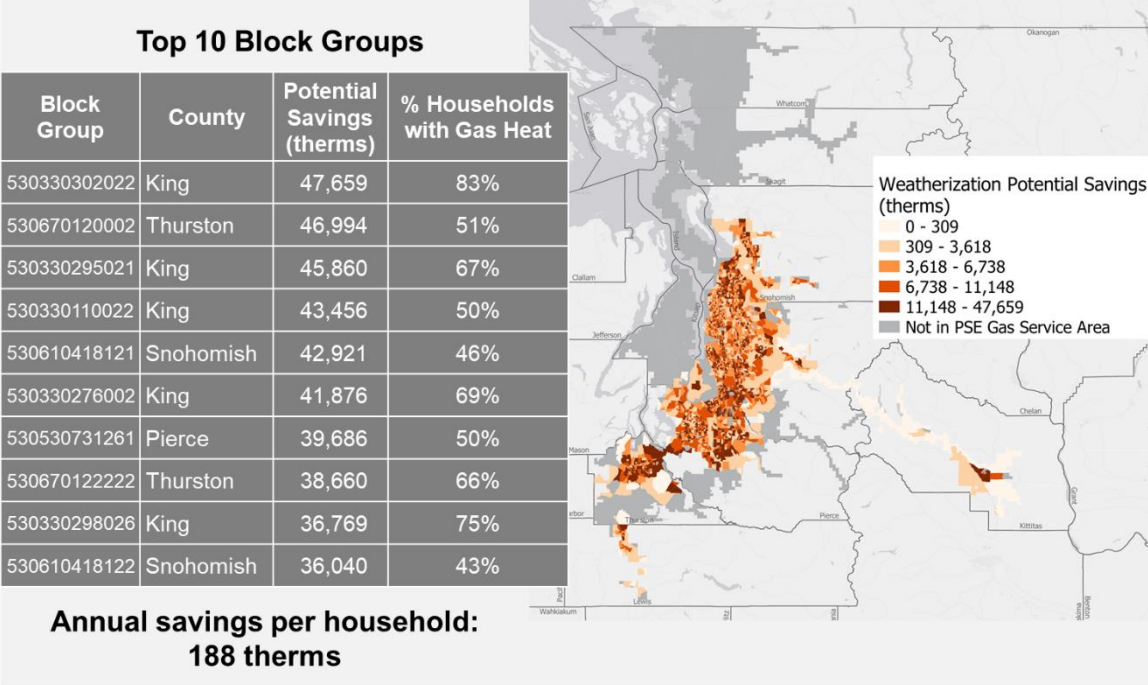 Top 10 Block Groups
Block Group County Potential Savings (therms) % Households with Gas Heat
530330302022 King 47,659 83%
530670120002 Thurston 46,994 51%
530330295021 King 45,860 67%
530330110022 King 43,456 50%
530610418121 Snohomish 42,921 46%
530330276002 King 41,876 69%
530530731261 Pierce 39,686 50%
530670122222 Thurston 38,660 66%
530330298026 King 36,769 75%
530610418122 Snohomish 36,040 43%
Annual savings per household:
188 therms
Okanogan
Whatcom
San Juan
Skagit
Island
Clallam
Snohomish
Jefferson
Kitsap
Chelan
Mason
Grant
Pierce
Kittitas
Thurston
Lewis
Wahkiakum
Benton
Weatherization Potential Savings
(therms)
0 - 309
309 - 3,618
3,618 - 6,738
6,738 - 11,148
11,148 - 47,659
Not in PSE Gas Service Area